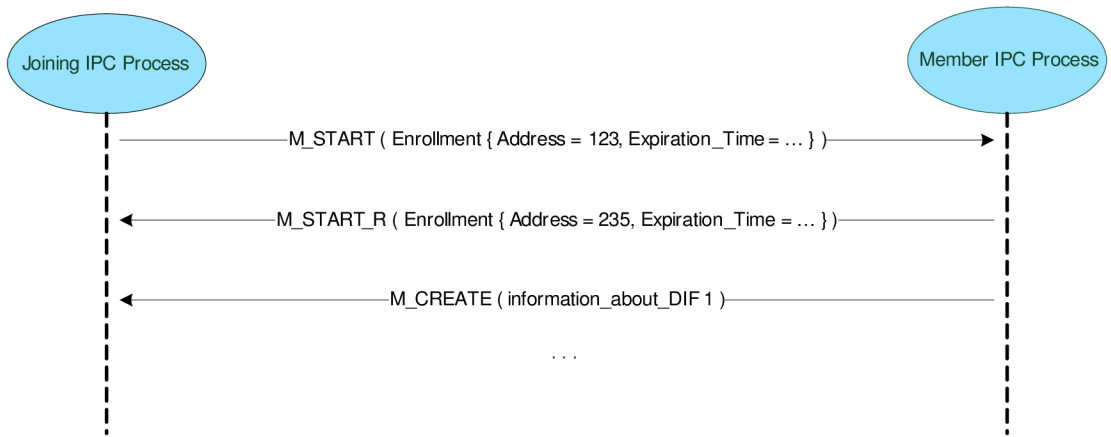 Joining IPC Process
Member IPC Process
M_START ( Enrollment { Address = 123, Expiration_Time = … } )
M_START_R ( Enrollment { Address = 235, Expiration_Time = … } )
M_CREATE ( information_about_DIF 1 )
. . .